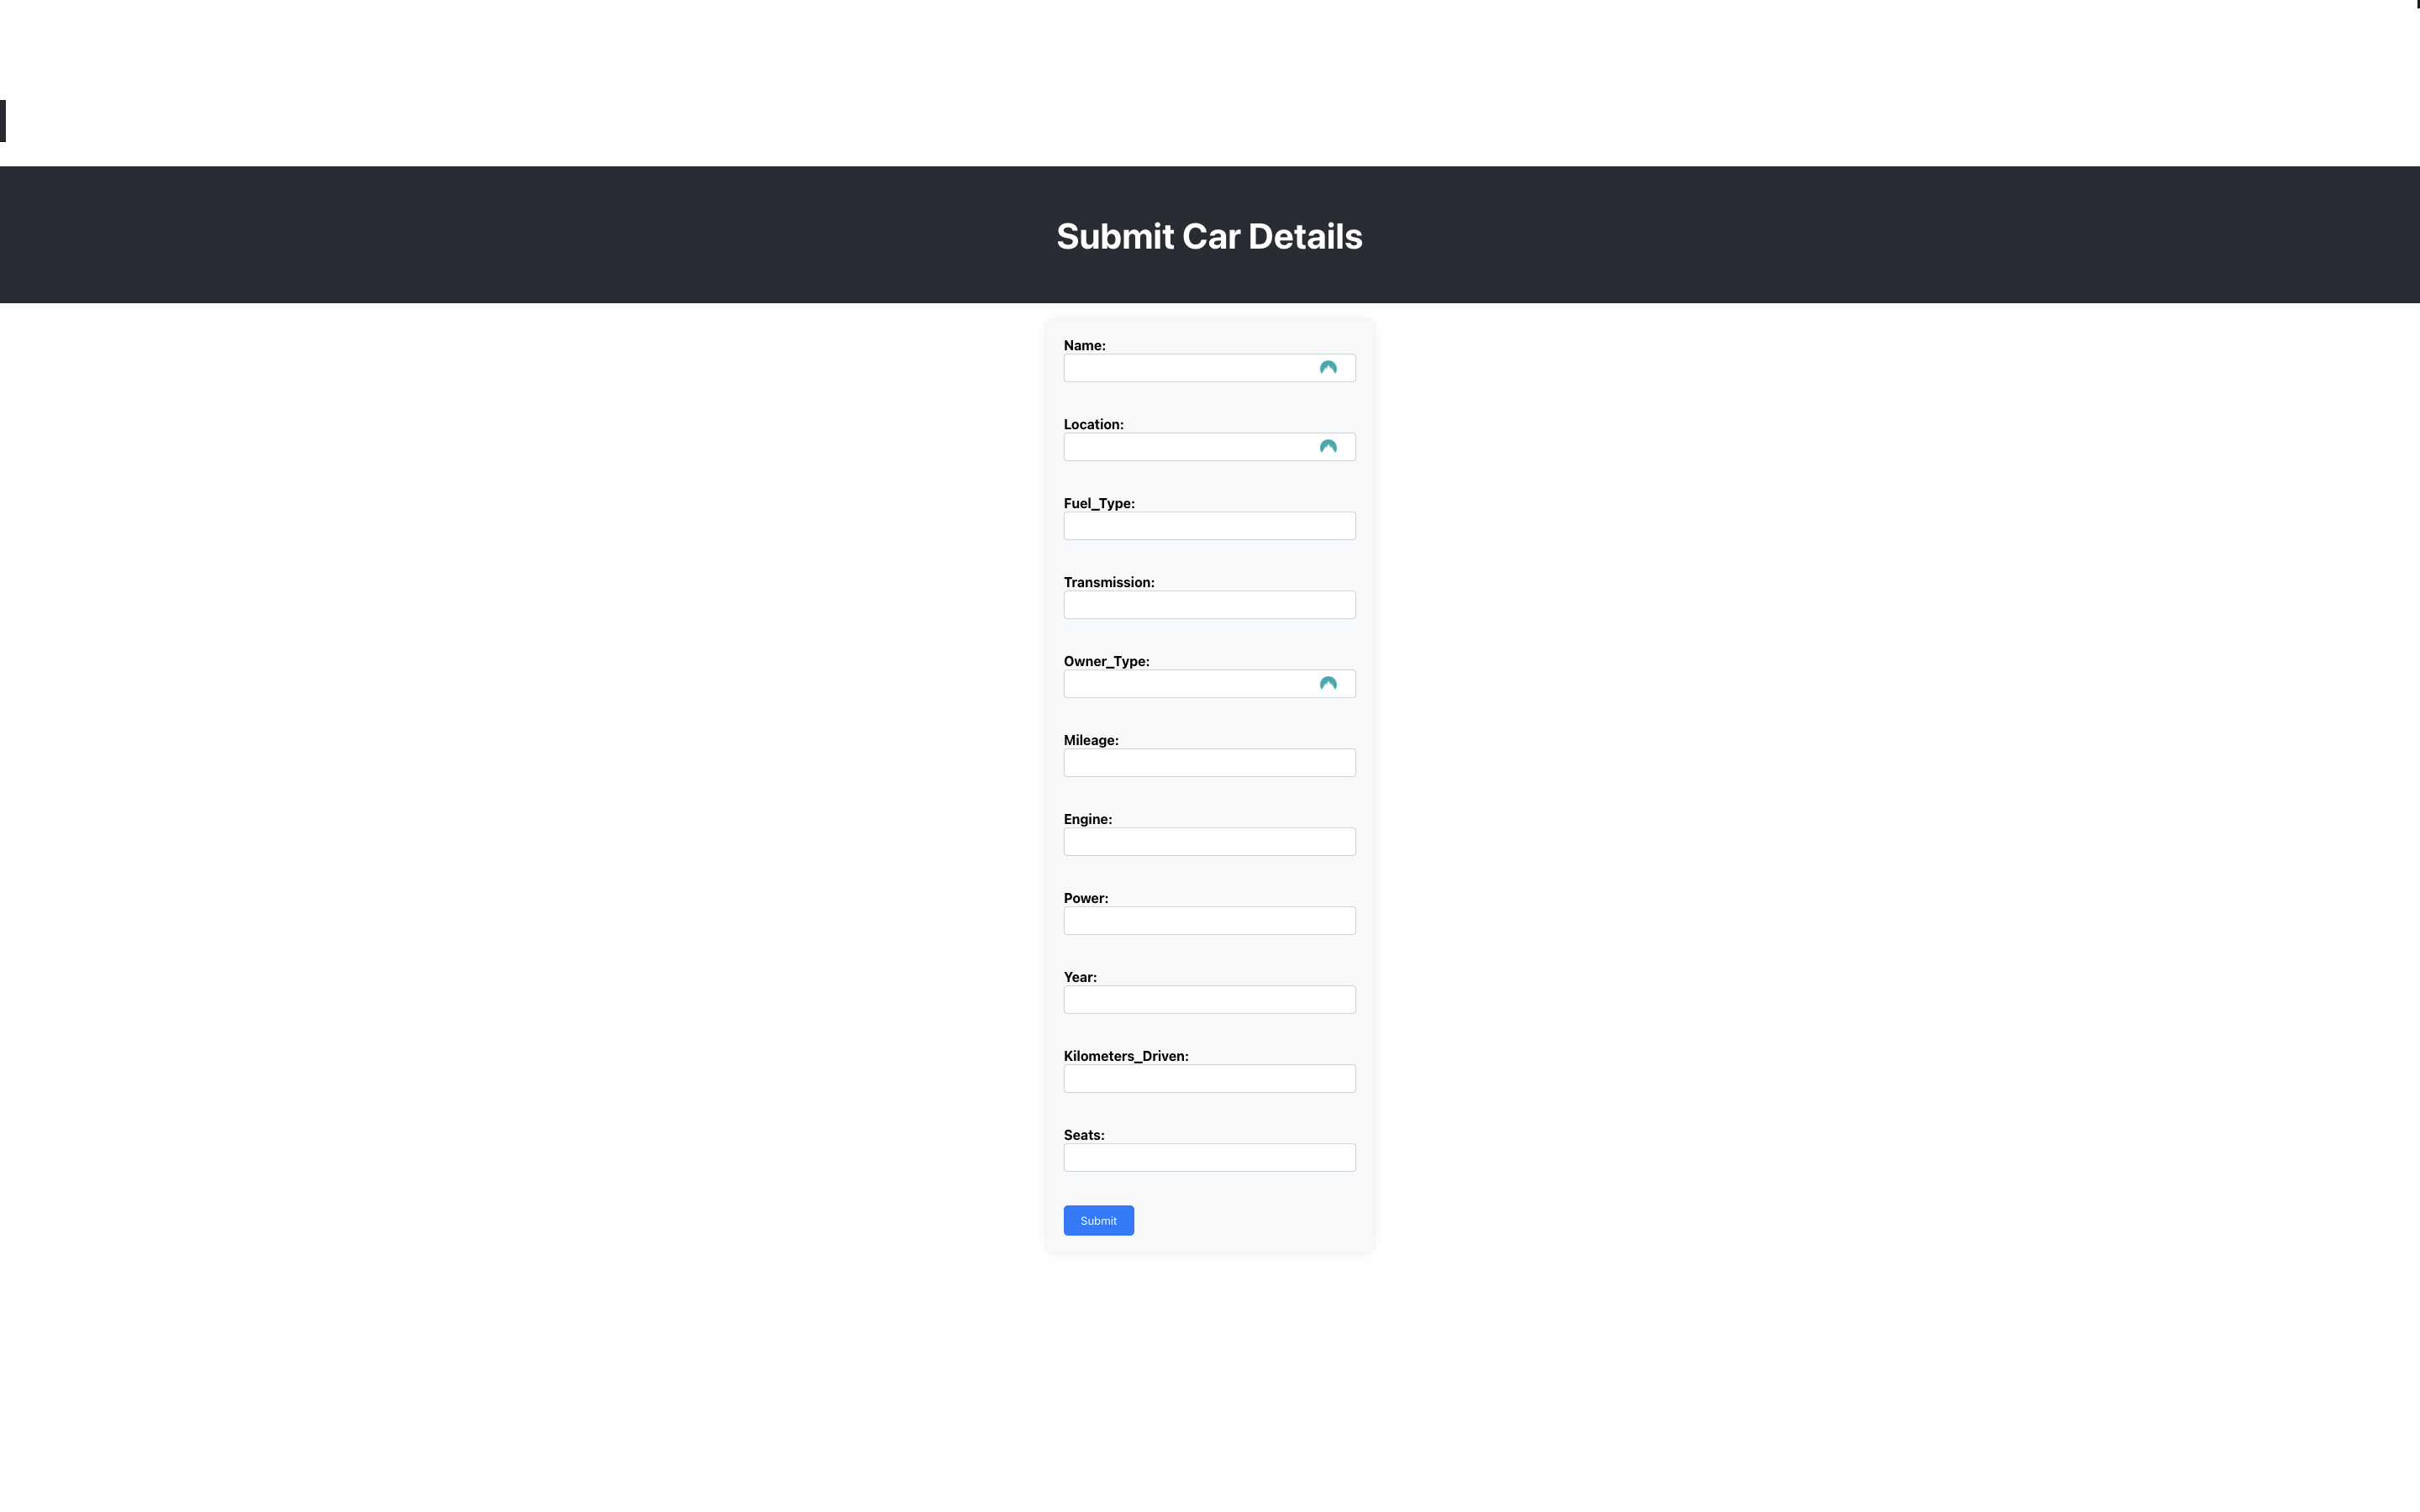 Submit Car Details
Name:
Location:
Fuel_Type:
Transmission:
Owner_Type:
Mileage:
Engine:
Power:
Year:
Kilometers_Driven:
Seats:
Submit